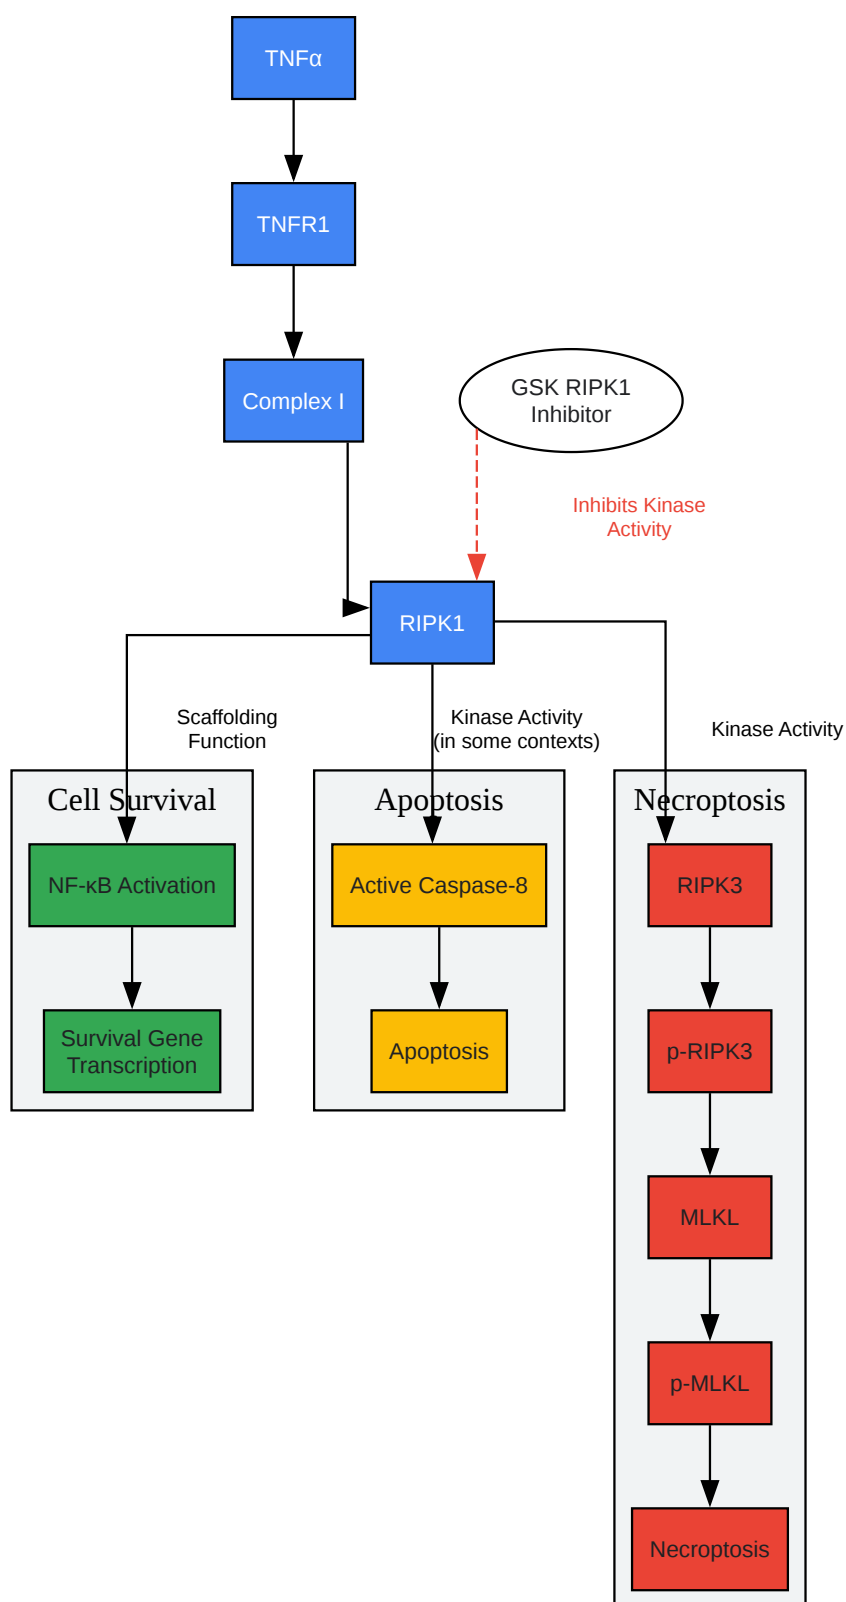 TNFα
TNFR1
Complex I
GSK RIPK1
Inhibitor
Inhibits Kinase
Activity
RIPK1
Scaffolding
Function
Kinase Activity
(in some contexts)
Kinase Activity
Cell Survival
NF-κB Activation
Survival Gene
Transcription
Apoptosis
Active Caspase-8
Apoptosis
Necroptosis
RIPK3
p-RIPK3
MLKL
p-MLKL
Necroptosis